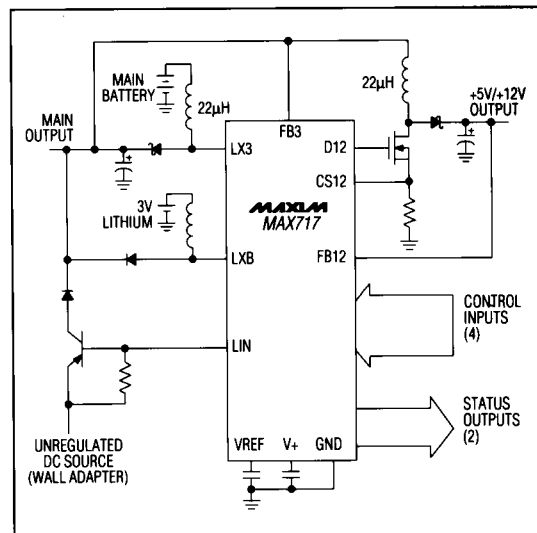 MAIN
BATTERY
22μH
22μH
+5V/+12V
OUTPUT
MAIN
OUTPUT
FB3
LX3
D12
CS12
3V
LITHIUM
MAXIM
MAX717
LXB
FB12
CONTROL
INPUTS
(4)
LIN
STATUS
OUTPUTS
(2)
UNREGULATED
DC SOURCE
(WALL ADAPTER)
VREF
V+
GND